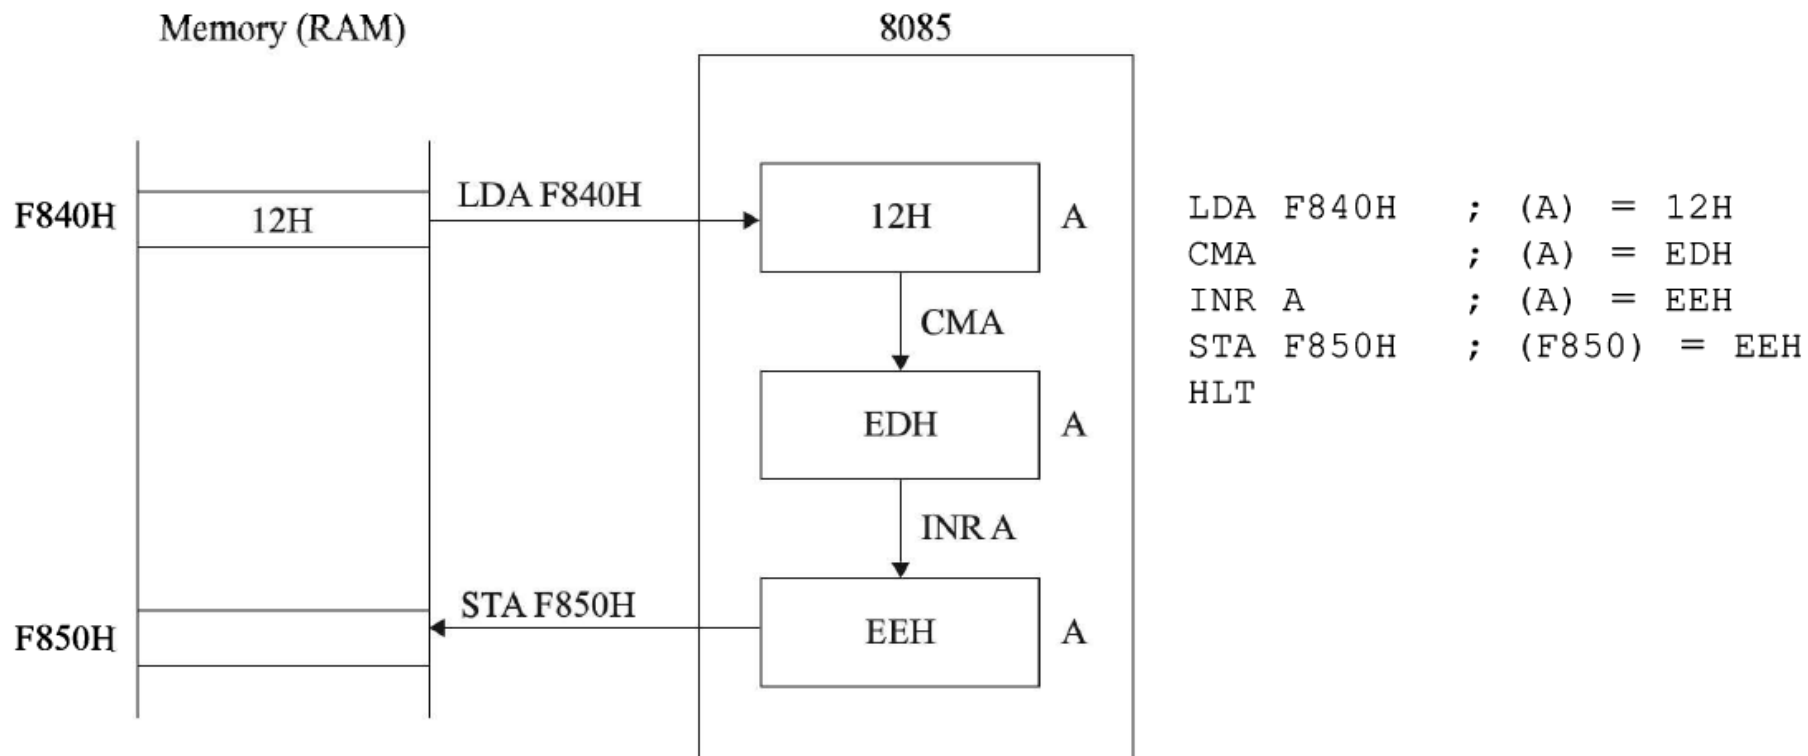 Memory (RAM)
8085
F840H
12H
LDA F840H
12H
A
CMA
EDH
A
INR A
F850H
STA F850H
EEH
A
LDA F840H ; (A) = 12H
CMA ; (A) = EDH
INR A ; (A) = EEH
STA F850H ; (F850) = EEH
HLT